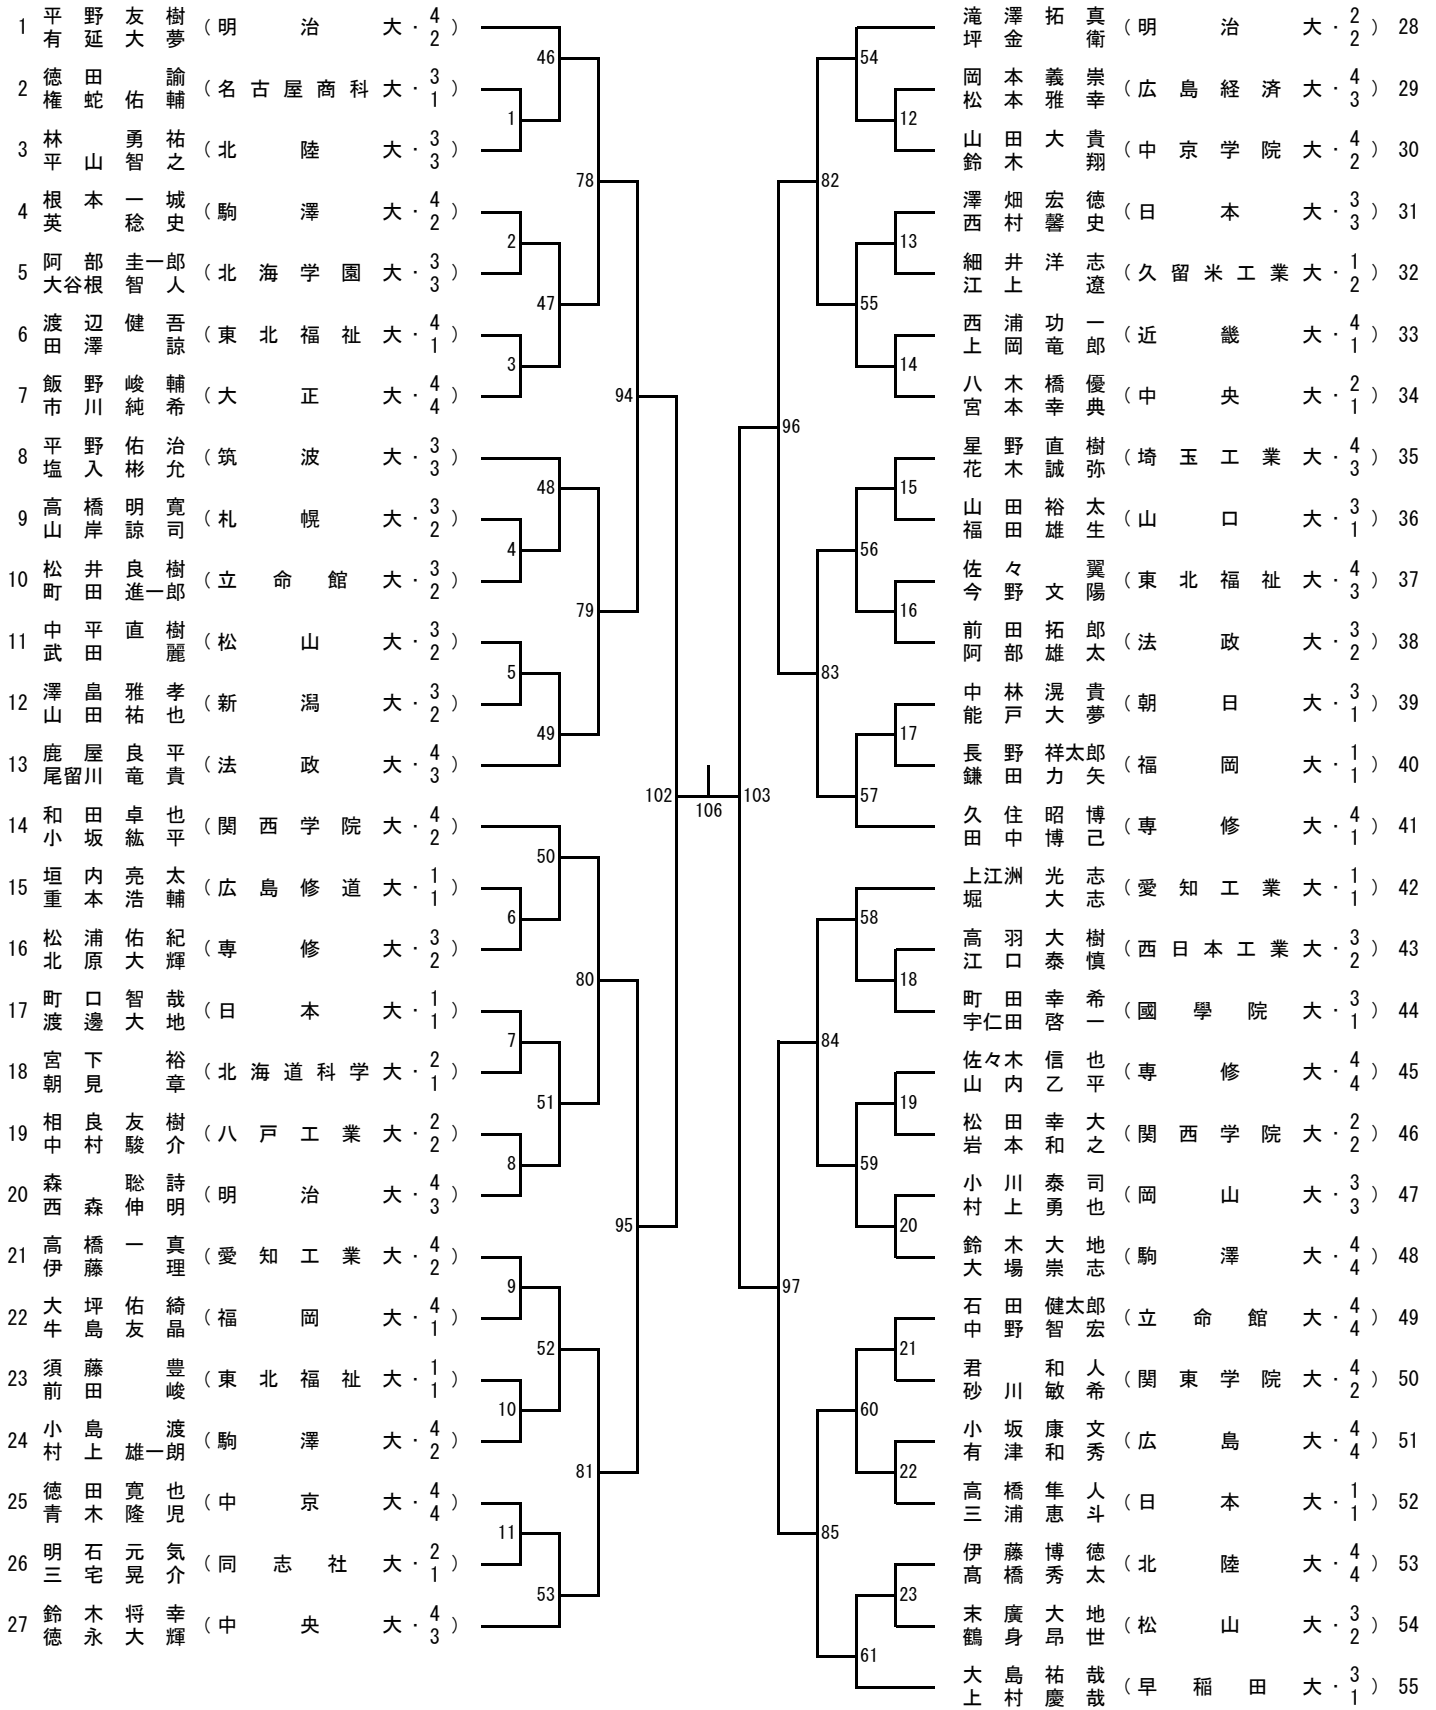 1 平野友樹 有延大夢 (明治大・4 2)
2 徳田諭 権蛇佑輔 (名古屋商科大・3 1)
3 林勇祐 平山智之 (北陸大・3 3)
4 根本一城 英稔史 (駒澤大・4 2)
5 阿部圭一郎 大谷根智人 (北海学園大・3 3)
6 渡辺健吾 田澤諒 (東北福祉大・4 1)
7 飯野峻輔 市川純希 (大正大・4 4)
8 平野佑治 塩入彬允 (筑波大・3 3)
9 高橋明寛 山岸諒司 (札幌大・3 2)
10 松井良樹 町田進一郎 (立命館大・3 2)
11 中平直樹 武田麗 (松山大・3 2)
12 澤畠雅孝 山田祐也 (新潟大・3 2)
13 鹿屋良平 尾留川竜貴 (法政大・4 3)
14 和田卓也 小坂紘平 (関西学院大・4 2)
15 垣内亮太 重本浩輔 (広島修道大・1 1)
16 松浦佑紀 北原大輝 (専修大・3 2)
17 町口智哉 渡邊大地 (日本大・1 1)
18 宮下裕 朝見章 (北海道科学大・2 1)
19 相良友樹 中村駿介 (八戸工業大・2 2)
20 森聡詩 西森伸明 (明治大・4 3)
21 高橋一真 伊藤理 (愛知工業大・4 2)
22 大坪佑綺 牛島友晶 (福岡大・4 1)
23 須藤豊 前田峻 (東北福祉大・1 1)
24 小島渡 村上雄一朗 (駒澤大・4 2)
25 徳田寛也 青木隆児 (中京大・4 4)
26 明石元気 三宅晃介 (同志社大・2 1)
27 鈴木将幸 徳永大輝 (中央大・4 3)
46
1
78
2
47
3
94
48
4
79
5
49
102
50
6
80
7
51
8
95
9
52
10
81
11
53
106
103
54
12
82
13
55
14
96
15
56
16
83
17
57
58
18
84
19
59
20
97
21
60
22
85
23
61
滝澤拓真 坪金衛 (明治大・2 2) 28
岡本義崇 松本雅幸 (広島経済大・4 3) 29
山田大貴 鈴木翔 (中京学院大・4 2) 30
澤畑宏徳 西村馨史 (日本大・3 3) 31
細井洋志 江上遼 (久留米工業大・1 2) 32
西浦功一 上岡竜郎 (近畿大・4 1) 33
八木橋優 宮本幸典 (中央大・2 1) 34
星野直樹 花木誠弥 (埼玉工業大・4 3) 35
山田裕太 福田雄生 (山口大・3 1) 36
佐々翼 今野文陽 (東北福祉大・4 3) 37
前田拓郎 阿部雄太 (法政大・3 2) 38
中林滉貴 能戸大夢 (朝日大・3 1) 39
長野祥太郎 鎌田力矢 (福岡大・1 1) 40
久住昭博 田中博己 (専修大・4 1) 41
上江洲光志 堀大志 (愛知工業大・1 1) 42
高羽大樹 江口泰慎 (西日本工業大・3 2) 43
町田幸希 宇仁田啓一 (國學院大・3 1) 44
佐々木信也 山内乙平 (専修大・4 4) 45
松田幸大 岩本和之 (関西学院大・2 2) 46
小川泰司 村上勇也 (岡山大・3 3) 47
鈴木大地 大場崇志 (駒澤大・4 4) 48
石田健太郎 中野智宏 (立命館大・4 4) 49
君和人 砂川敏希 (関東学院大・4 2) 50
小坂康文 有津和秀 (広島大・4 4) 51
高橋隼人 三浦恵斗 (日本大・1 1) 52
伊藤博徳 髙橋秀太 (北陸大・4 4) 53
末廣大地 鶴身昂世 (松山大・3 2) 54
大島祐哉 上村慶哉 (早稲田大・3 1) 55